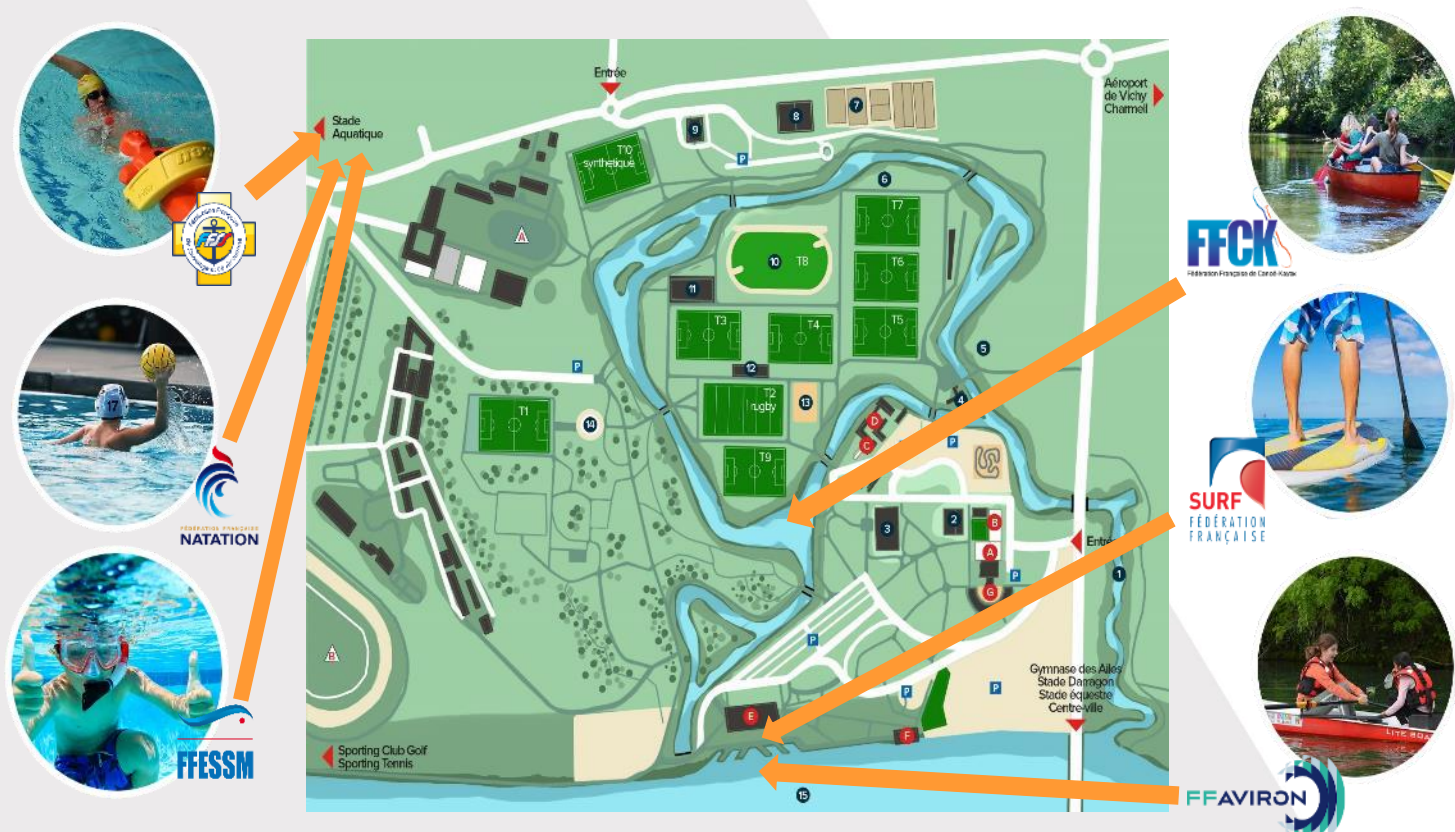 Entrée
Aéroport
de Vichy
Charmeil
Stade
Aquatique
7
8
9
T10
synthétique
P
6
T7
A
10
T8
T6
11
T3
T4
T5
5
P
12
T2
rugby
13
4
T1
14
D
C
P
T9
3
2
B
Entrée
A
P
1
G
P
B
Gymnase des Ailes
Stade Darragon
Stade équestre
Centre-ville
P
P
E
F
Sporting Club Golf
Sporting Tennis
15
FFSS
17
FÉDÉRATION FRANÇAISE
NATATION
FFESSM
FFCK
Fédération Française de Canoë-Kayak
SURF
FÉDÉRATION
FRANÇAISE
LITE BOAT
FFAVIRON